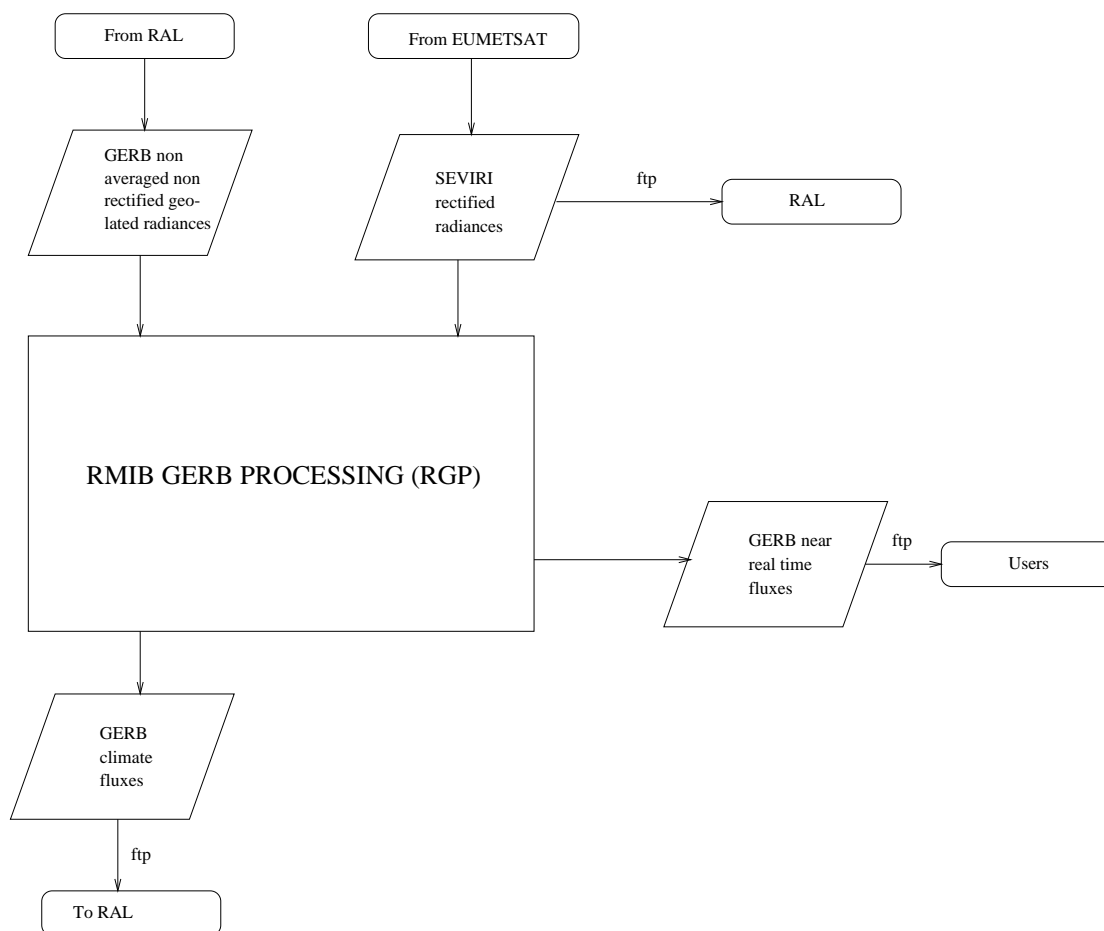 From RAL
From EUMETSAT
GERB non
averaged non
rectified geo-
lated radiances
SEVIRI
rectified
radiances
ftp
RAL
RMIB GERB PROCESSING (RGP)
GERB near
real time
fluxes
ftp
Users
GERB
climate
fluxes
ftp
To RAL